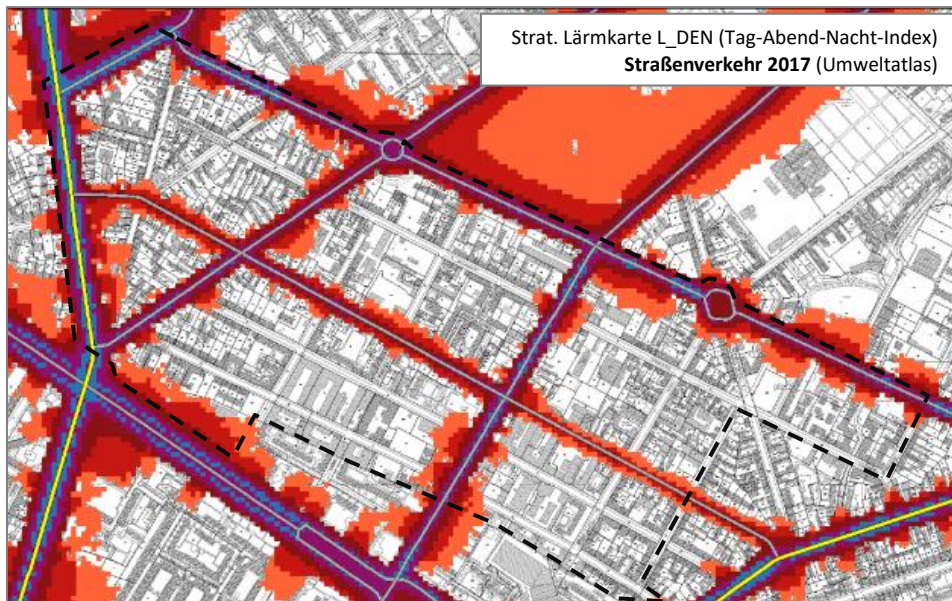 Strat. Lärmkarte L_DEN (Tag-Abend-Nacht-Index)
Straßenverkehr 2017 (Umweltatlas)